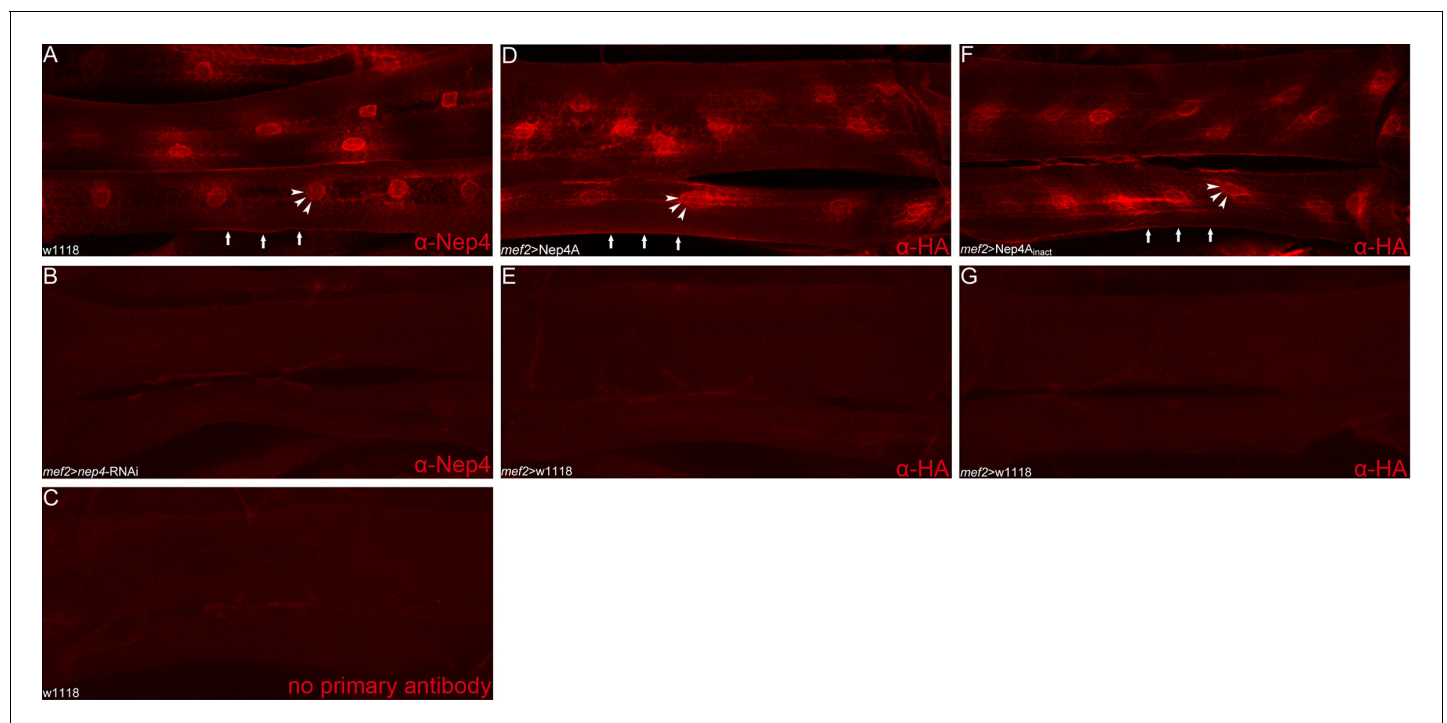 A
w1118
α-Nep4
D
mef2>Nep4A
α-HA
F
mef2>Nep4Ainact
α-HA
B
mef2>nep4-RNAi
α-Nep4
E
mef2>w1118
α-HA
G
mef2>w1118
α-HA
C
w1118
no primary antibody